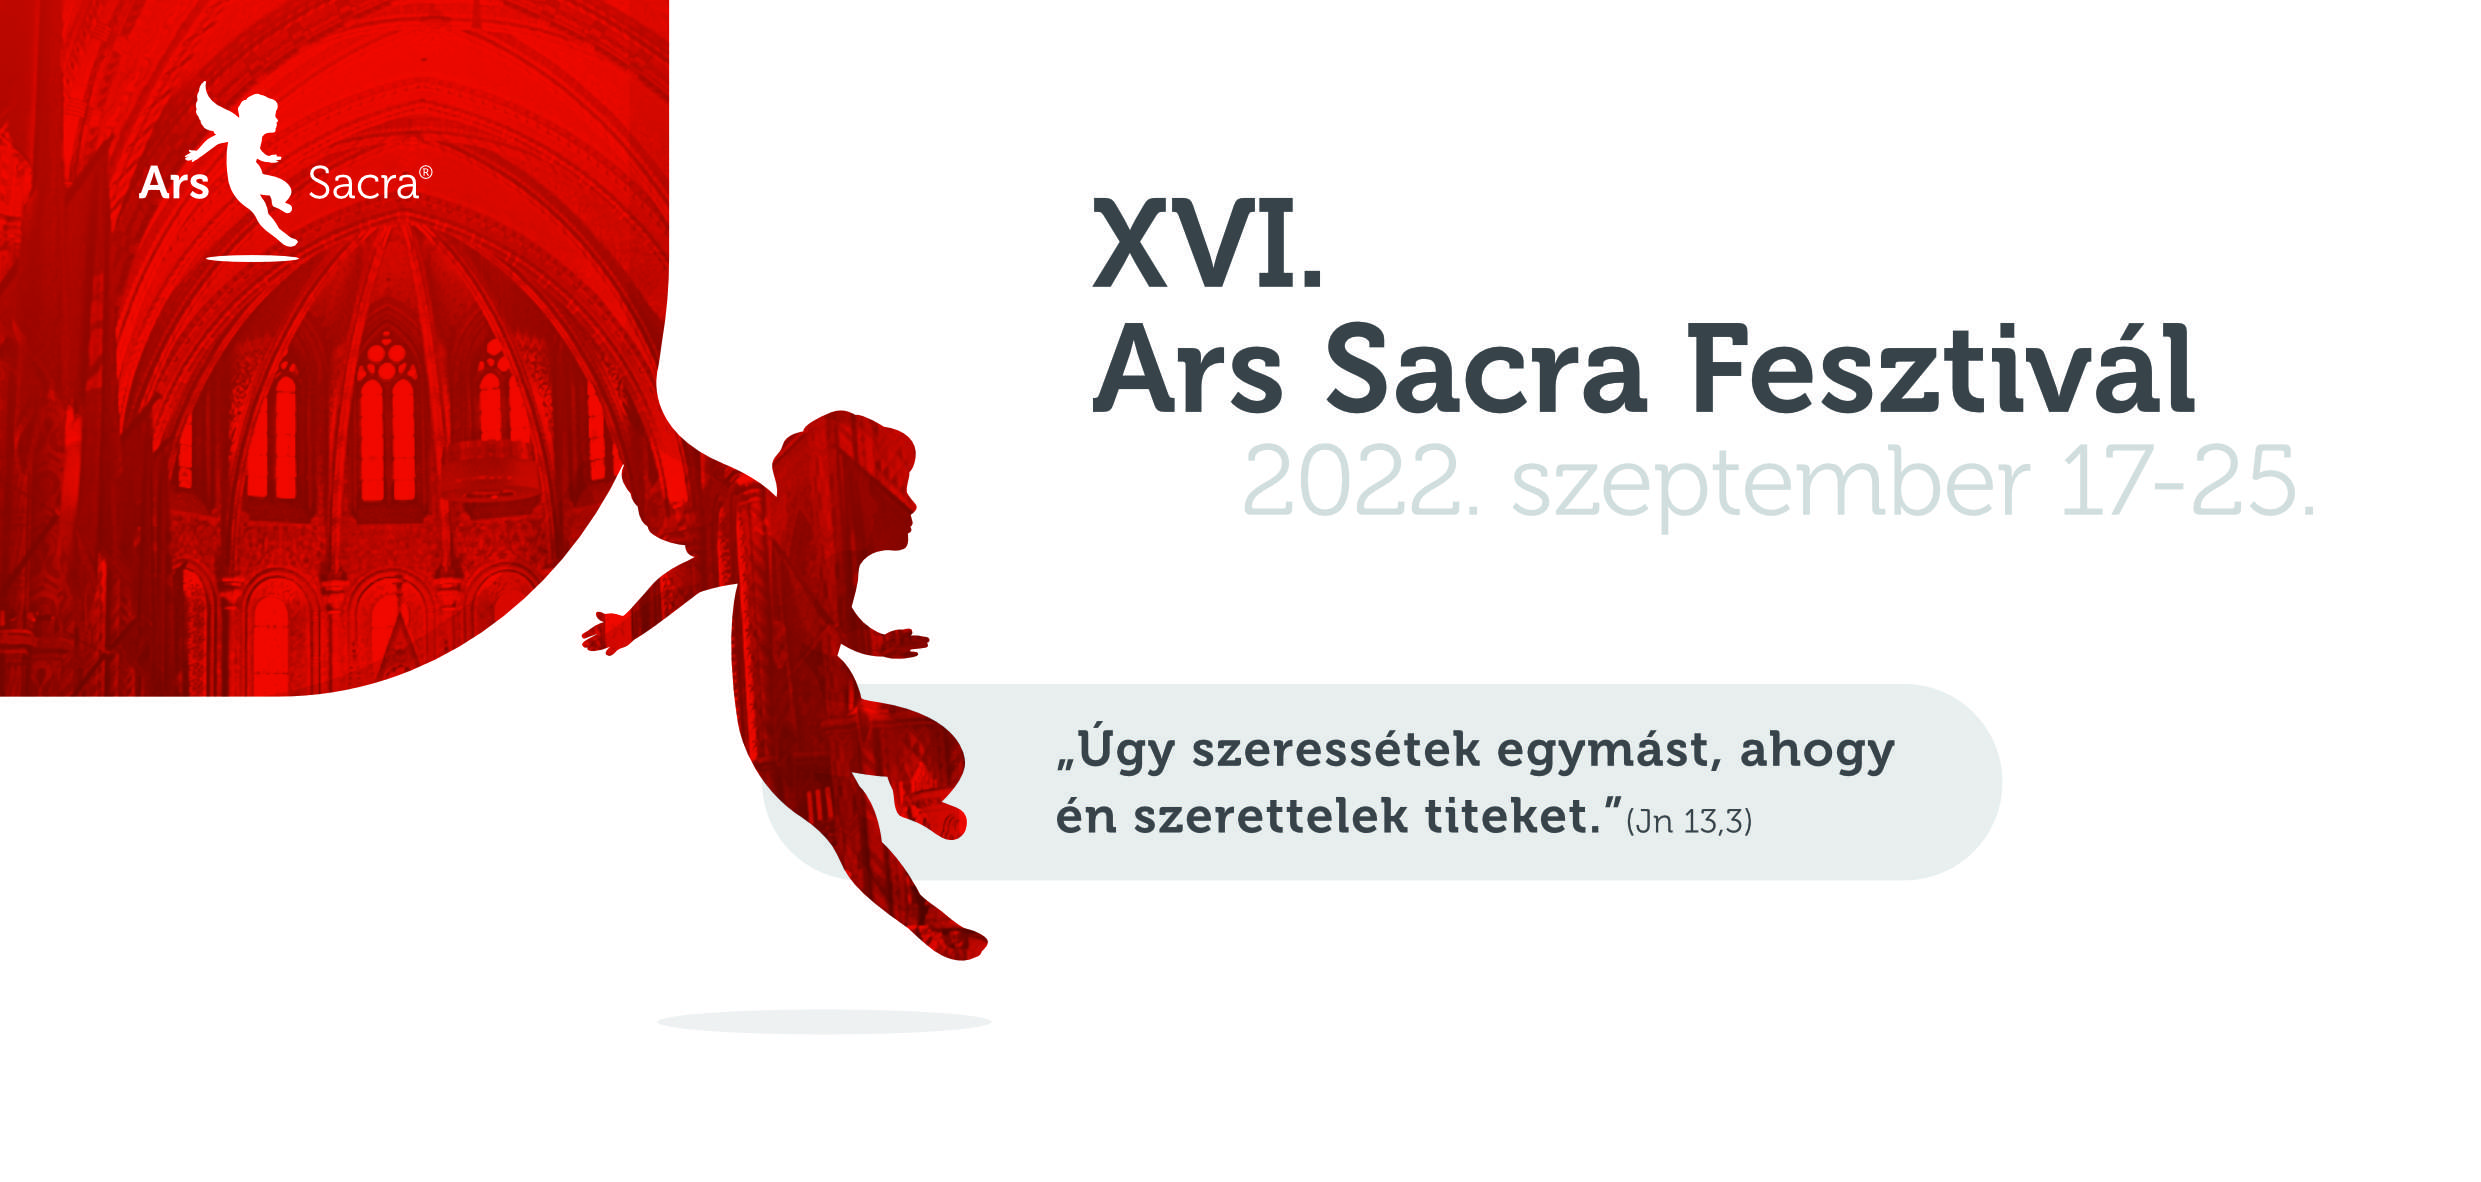 Ars Sacra®
XVI.
Ars Sacra Fesztivál
2022. szeptember 17-25.
„Úgy szeressétek egymást, ahogy
én szerettelek titeket.” (Jn 13,3)